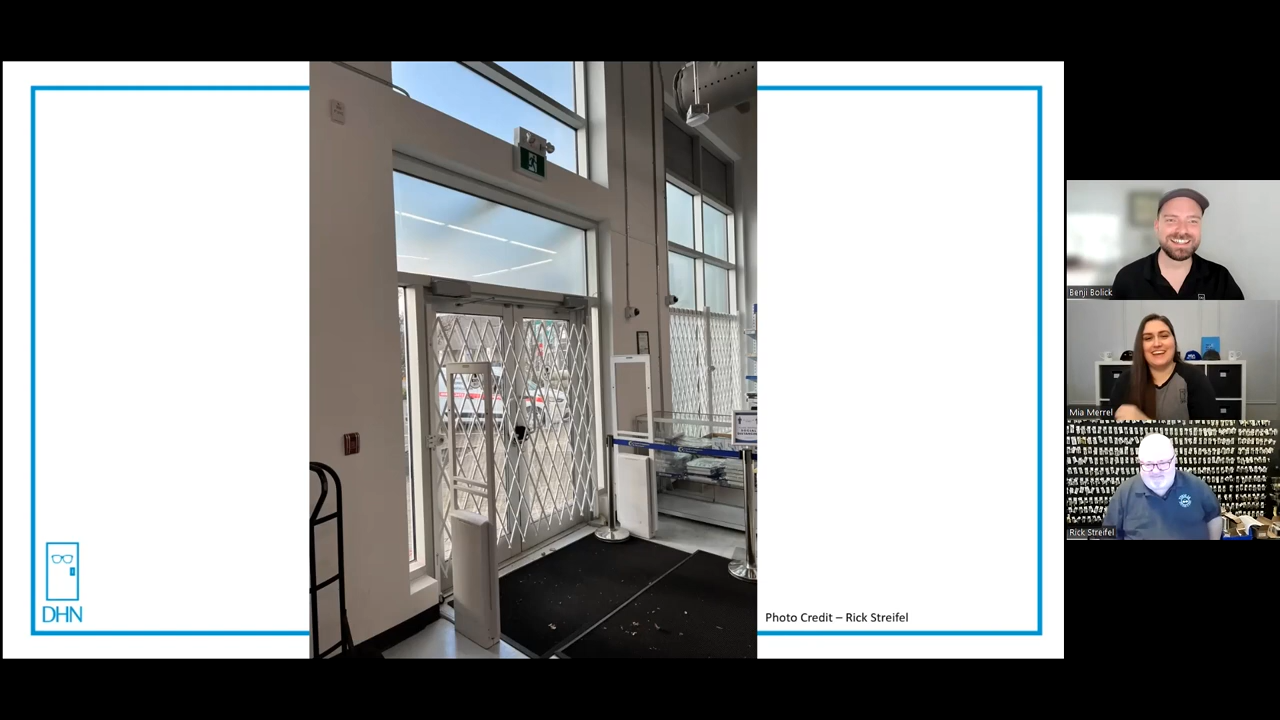 DHN
Photo Credit – Rick Streifel
Benji Bolick
Mia Merrel
Rick Streifel